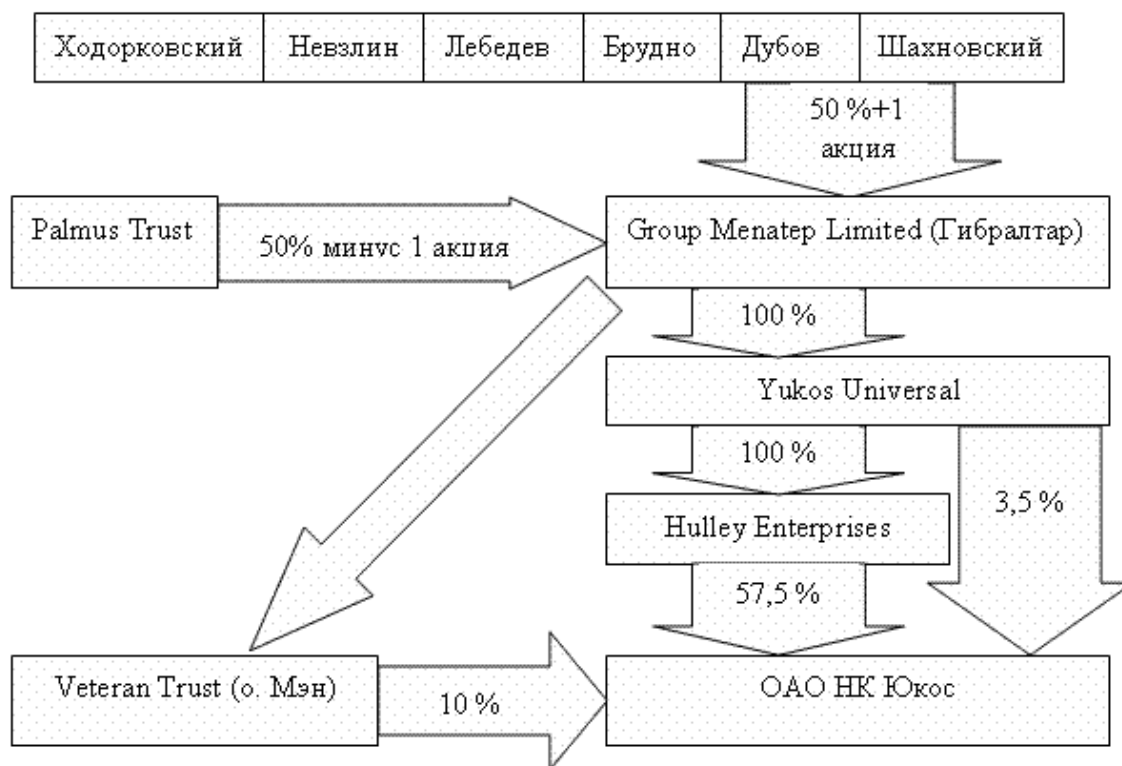 Ходорковский Невзлин Лебедев Брудно Дубов Шахновский
50 %+1
акция
Palmus Trust
50% минус 1 акция
Group Menatep Limited (Гибралтар)
100 %
Yukos Universal
100 %
3,5 %
Hulley Enterprises
57,5 %
Veteran Trust (о. Мэн)
10 %
ОАО НК Юкос